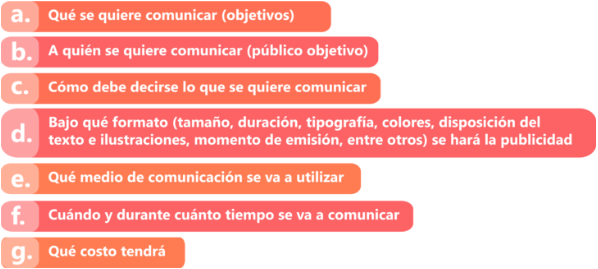 a. Qué se quiere comunicar (objetivos)
b. A quién se quiere comunicar (público objetivo)
c. Cómo debe decirse lo que se quiere comunicar
d. Bajo qué formato (tamaño, duración, tipografía, colores, disposición del
texto e ilustraciones, momento de emisión, entre otros) se hará la publicidad
e. Qué medio de comunicación se va a utilizar
f. Cuándo y durante cuánto tiempo se va a comunicar
g. Qué costo tendrá